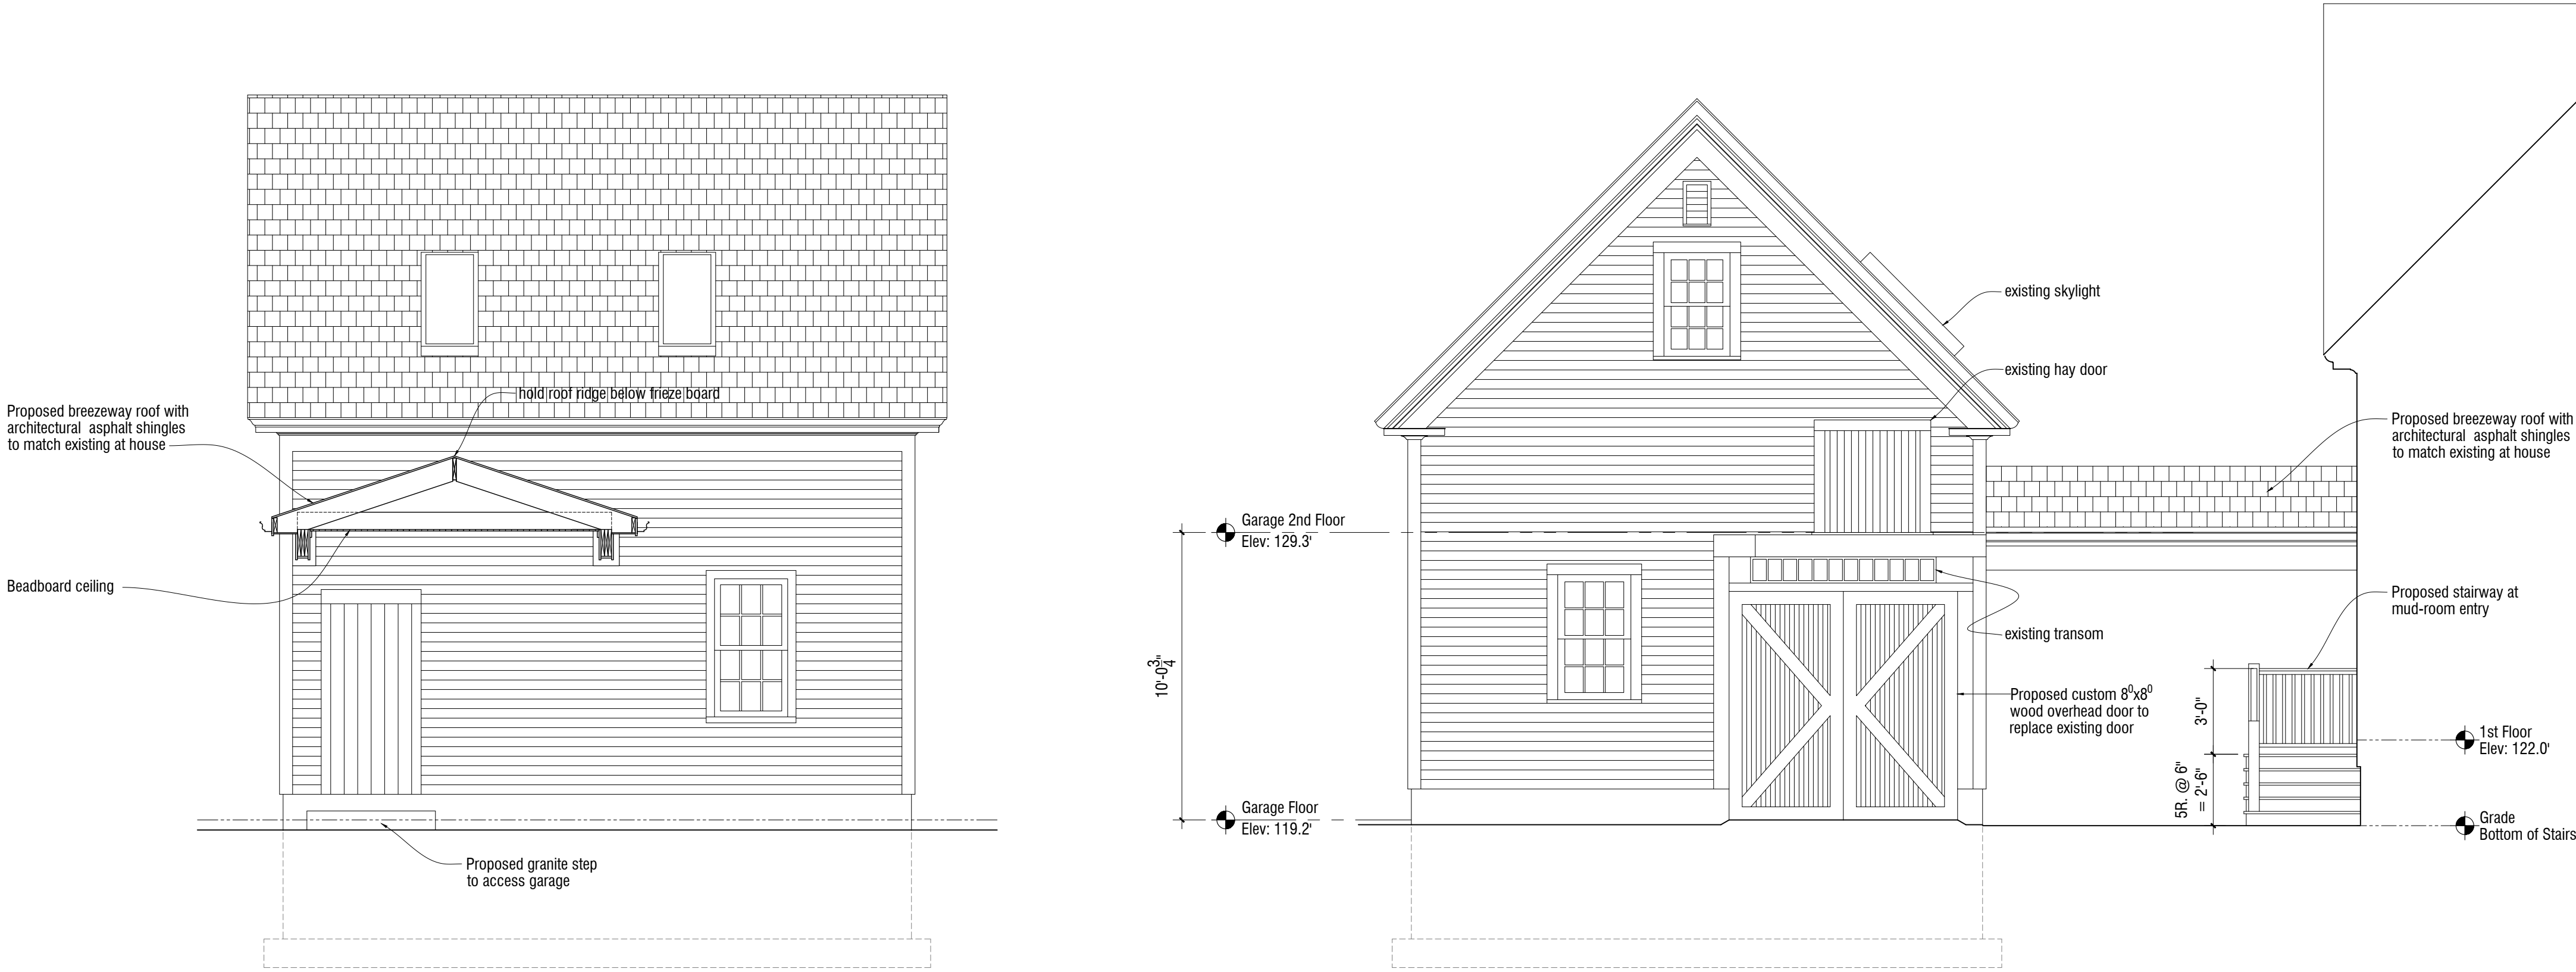 hold roof ridge below frieze board
Proposed breezeway roof with
architectural asphalt shingles
to match existing at house
Beadboard ceiling
Proposed granite step
to access garage
existing skylight
existing hay door
Proposed breezeway roof with
architectural asphalt shingles
to match existing at house
Garage 2nd Floor
Elev: 129.3'
Proposed stairway at
mud-room entry
existing transom
10'-0 3/4"
Proposed custom 8⁰x8⁰
wood overhead door to
replace existing door
3'-0"
1st Floor
Elev: 122.0'
5R. @ 6"
= 2'-6"
Garage Floor
Elev: 119.2'
Grade
Bottom of Stairs